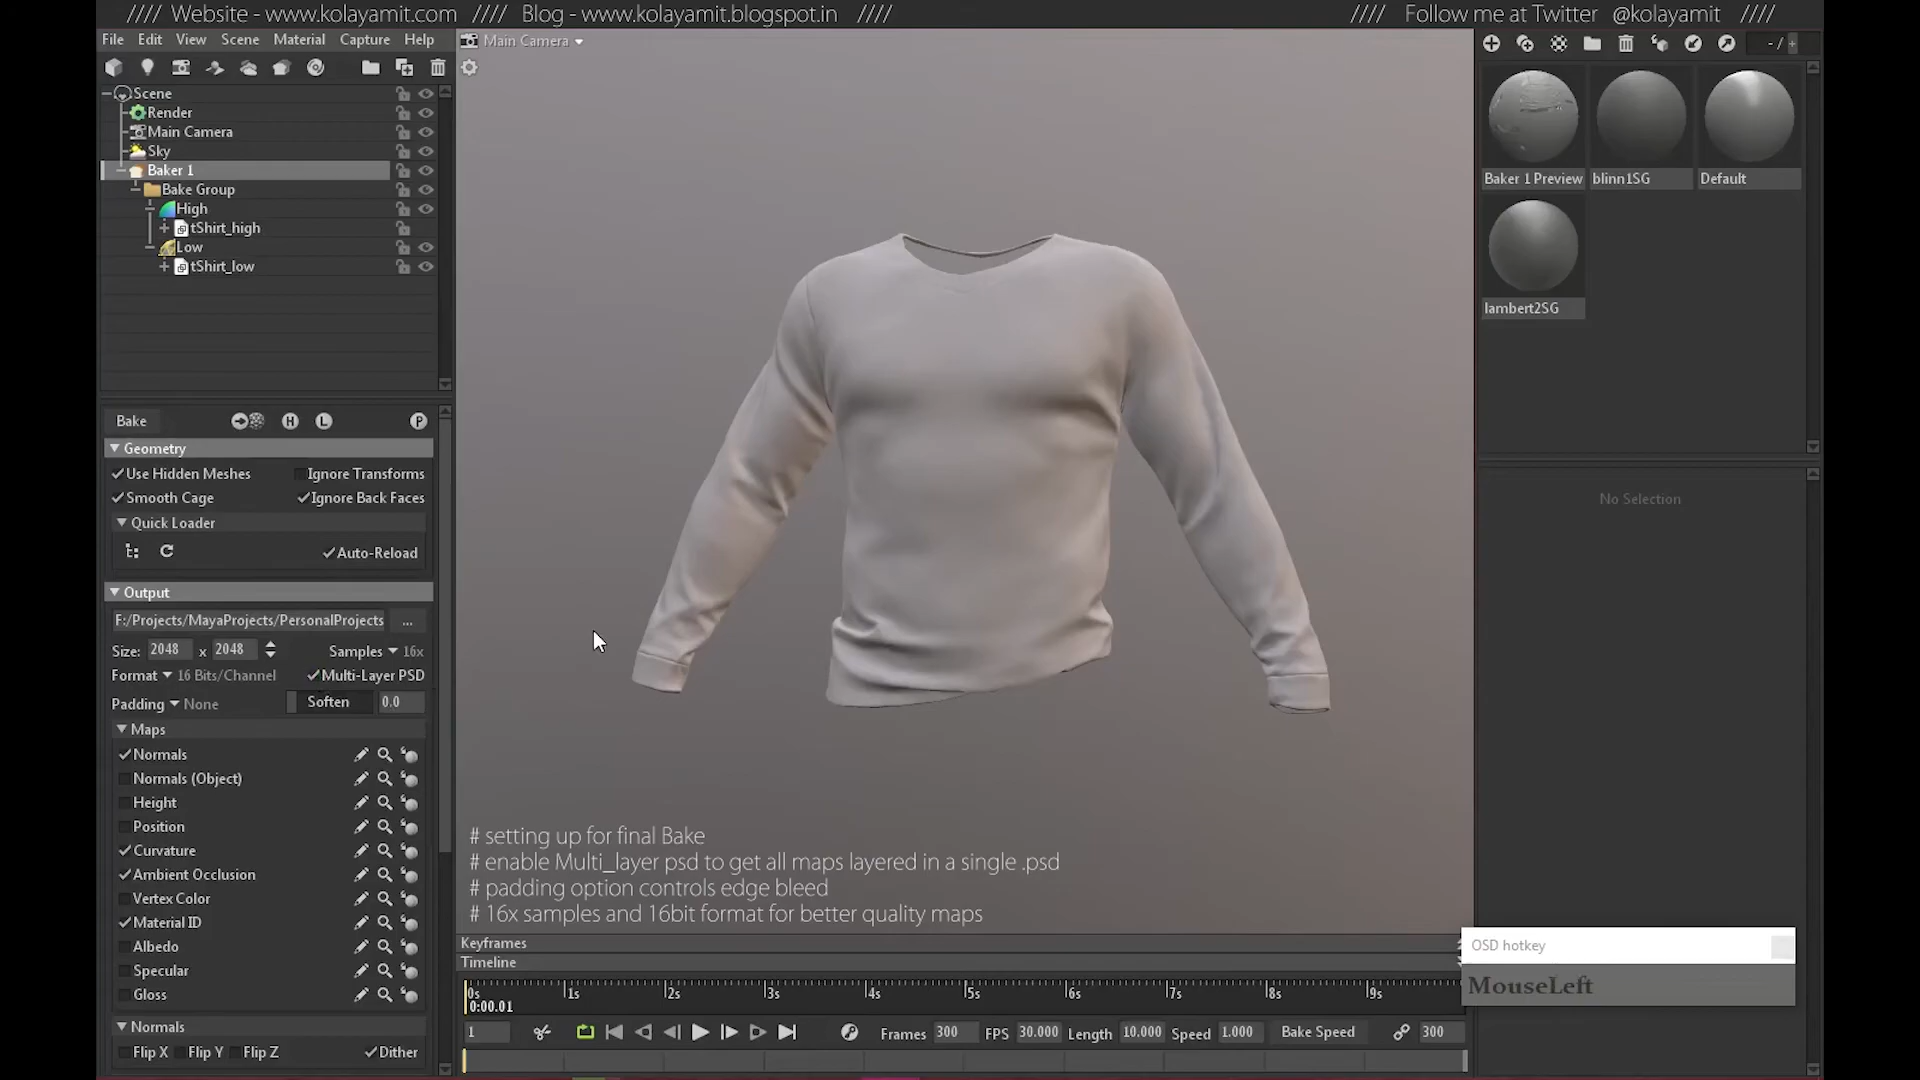 //// Website - www.kolayamit.com //// Blog - www.kolayamit.blogspot.in ////
//// Follow me at Twitter @kolayamit ////
File Edit View Scene Material Capture Help
Main Camera
- / +
Scene
Render
Main Camera
Sky
Baker 1
Bake Group
High
tShirt_high
Low
tShirt_low
Baker 1 Preview
blinn1SG
Default
lambert2SG
No Selection
Bake
H
L
P
Geometry
Use Hidden Meshes Ignore Transforms
Smooth Cage Ignore Back Faces
Quick Loader
Auto-Reload
Output
F:/Projects/MayaProjects/PersonalProjects ...
Size: 2048 x 2048 Samples 16x
Format 16 Bits/Channel Multi-Layer PSD
Padding None Soften 0.0
Maps
Normals
Normals (Object)
Height
Position
Curvature
Ambient Occlusion
Vertex Color
Material ID
Albedo
Specular
Gloss
Normals
Flip X Flip Y Flip Z Dither
# setting up for final Bake
# enable Multi_layer psd to get all maps layered in a single .psd
# padding option controls edge bleed
# 16x samples and 16bit format for better quality maps
Keyframes
Timeline
0s 1s 2s 3s 4s 5s 6s 7s 8s 9s
0:00.01
1 Frames 300 FPS 30.000 Length 10.000 Speed 1.000 Bake Speed 300
OSD hotkey
MouseLeft